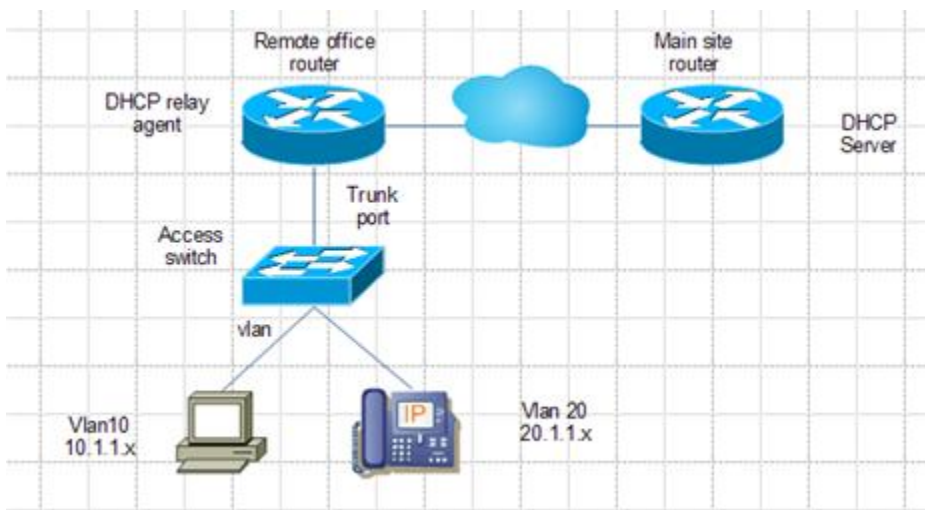 Remote office
router
Main site
router
DHCP relay
agent
DHCP
Server
Trunk
port
Access
switch
vlan
IP
Vlan10
10.1.1.x
Vlan 20
20.1.1.x